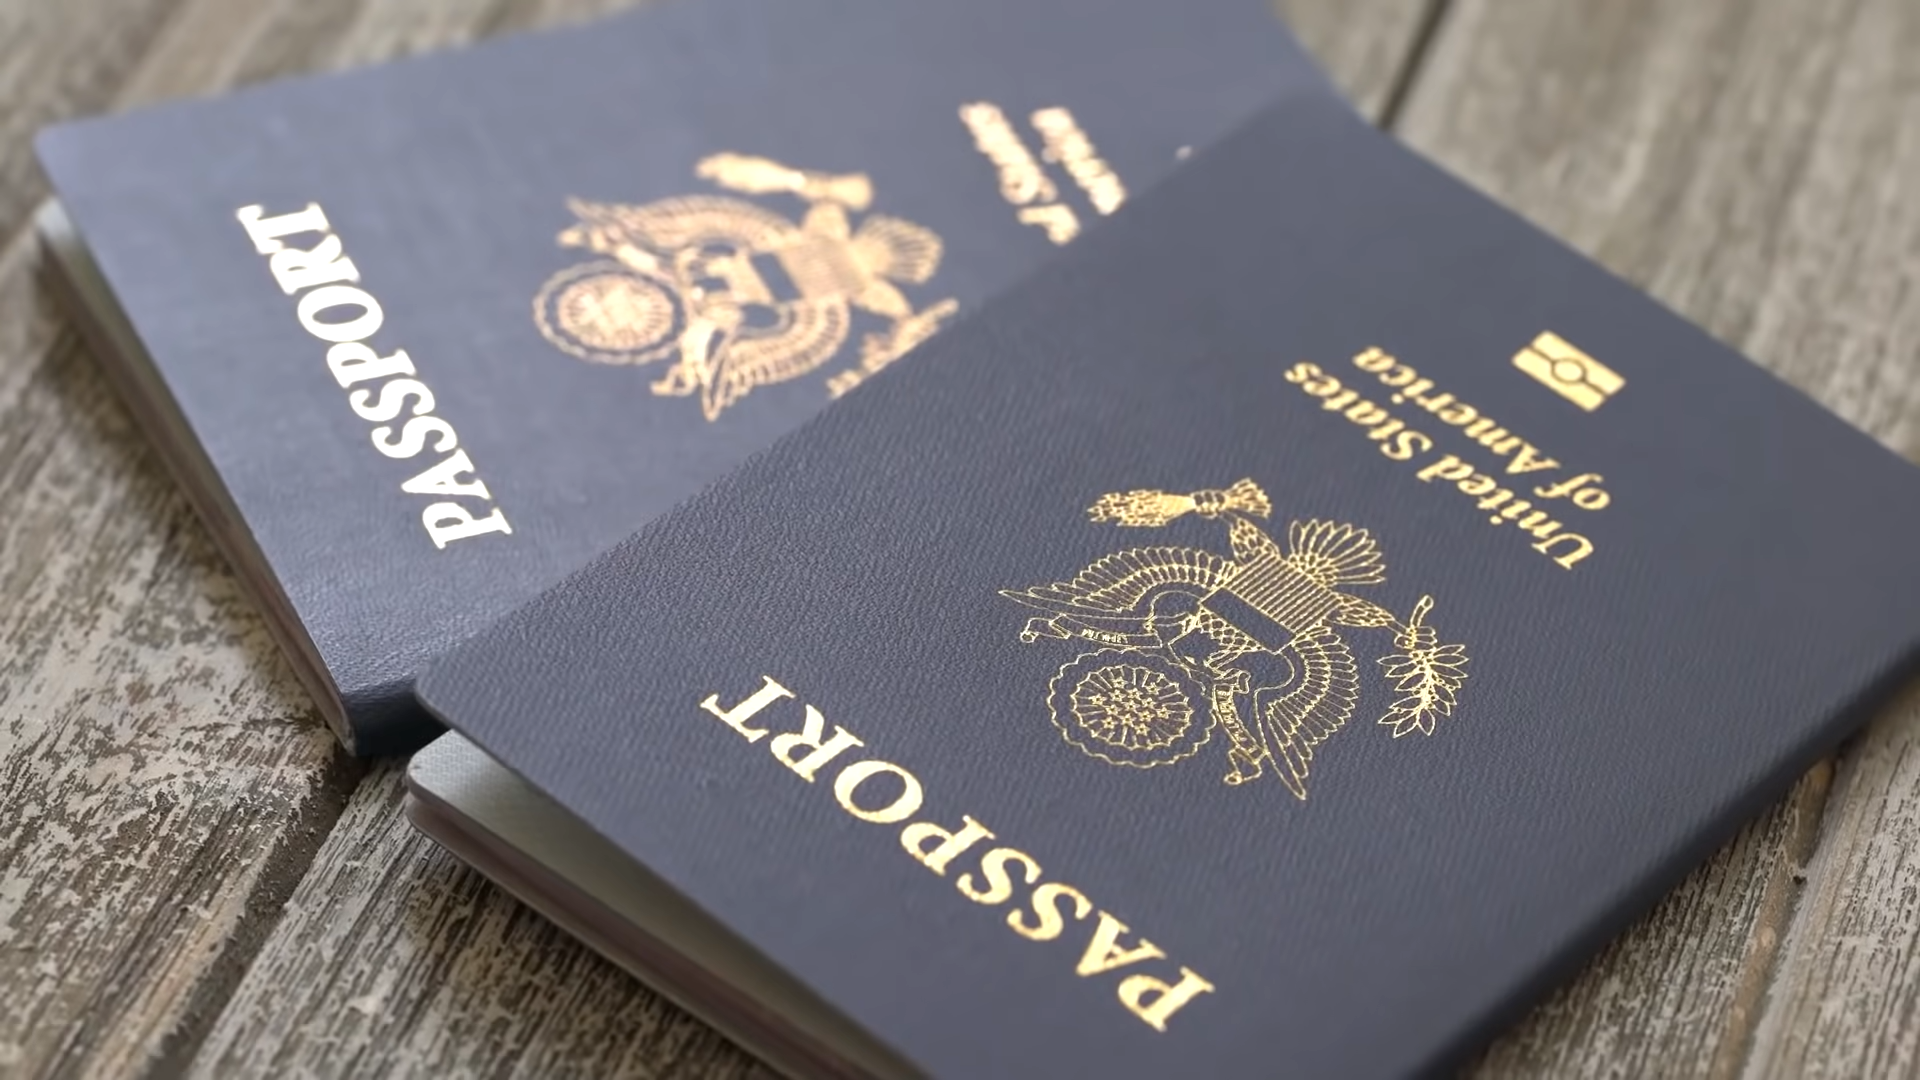 PASSPORT
United States
of America
PASSPORT